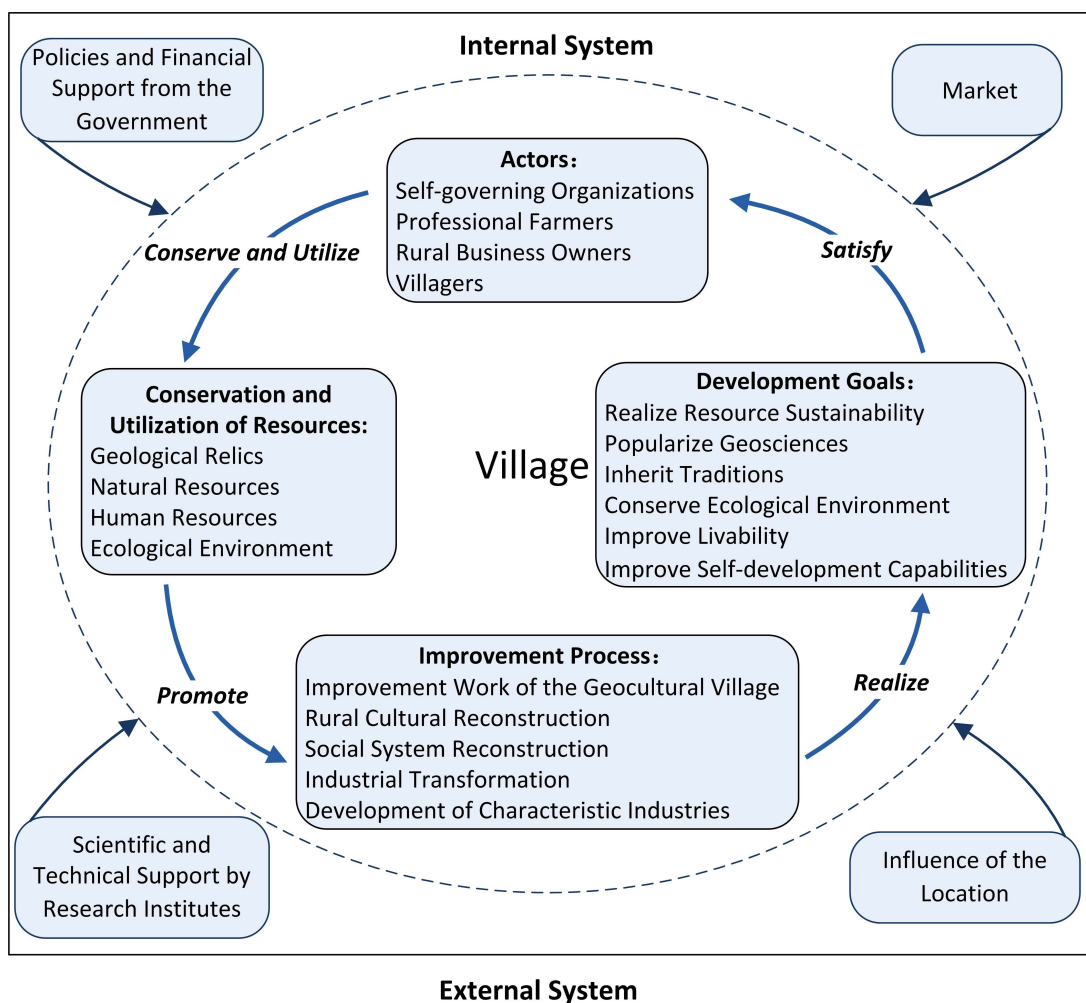 Internal System
Policies and Financial
Support from the
Government
Market
Actors：
Self-governing Organizations
Professional Farmers
Rural Business Owners
Villagers
Conserve and Utilize
Satisfy
Conservation and
Utilization of Resources:
Geological Relics
Natural Resources
Human Resources
Ecological Environment
Village
Development Goals：
Realize Resource Sustainability
Popularize Geosciences
Inherit Traditions
Conserve Ecological Environment
Improve Livability
Improve Self-development Capabilities
Promote
Realize
Improvement Process：
Improvement Work of the Geocultural Village
Rural Cultural Reconstruction
Social System Reconstruction
Industrial Transformation
Development of Characteristic Industries
Scientific and
Technical Support by
Research Institutes
Influence of the
Location
External System